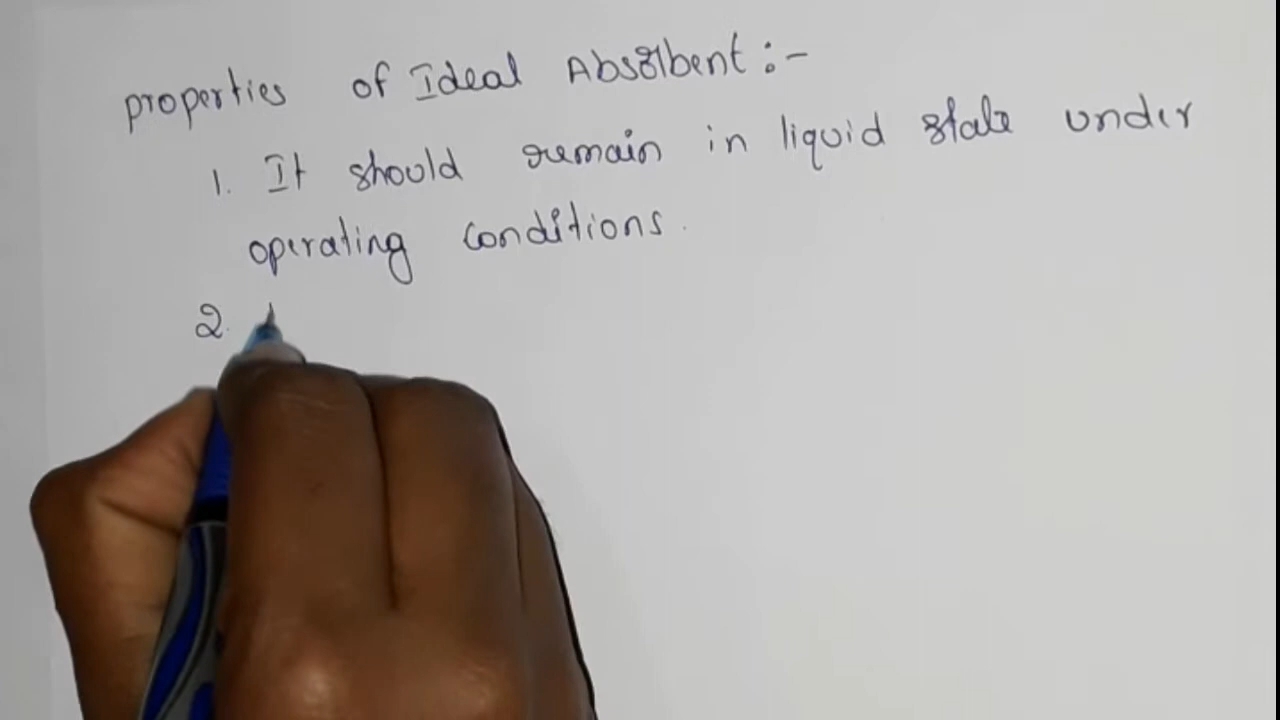 properties of Ideal Absorbent :-
1. It should remain in liquid state under
operating conditions.
2.